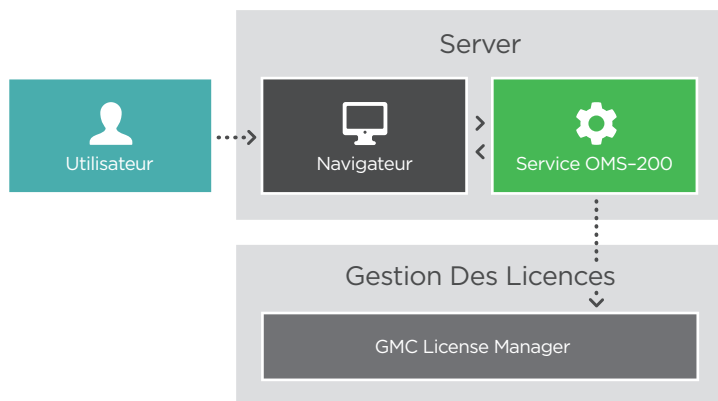 Server
Utilisateur
Navigateur
Service OMS–200
Gestion Des Licences
GMC License Manager